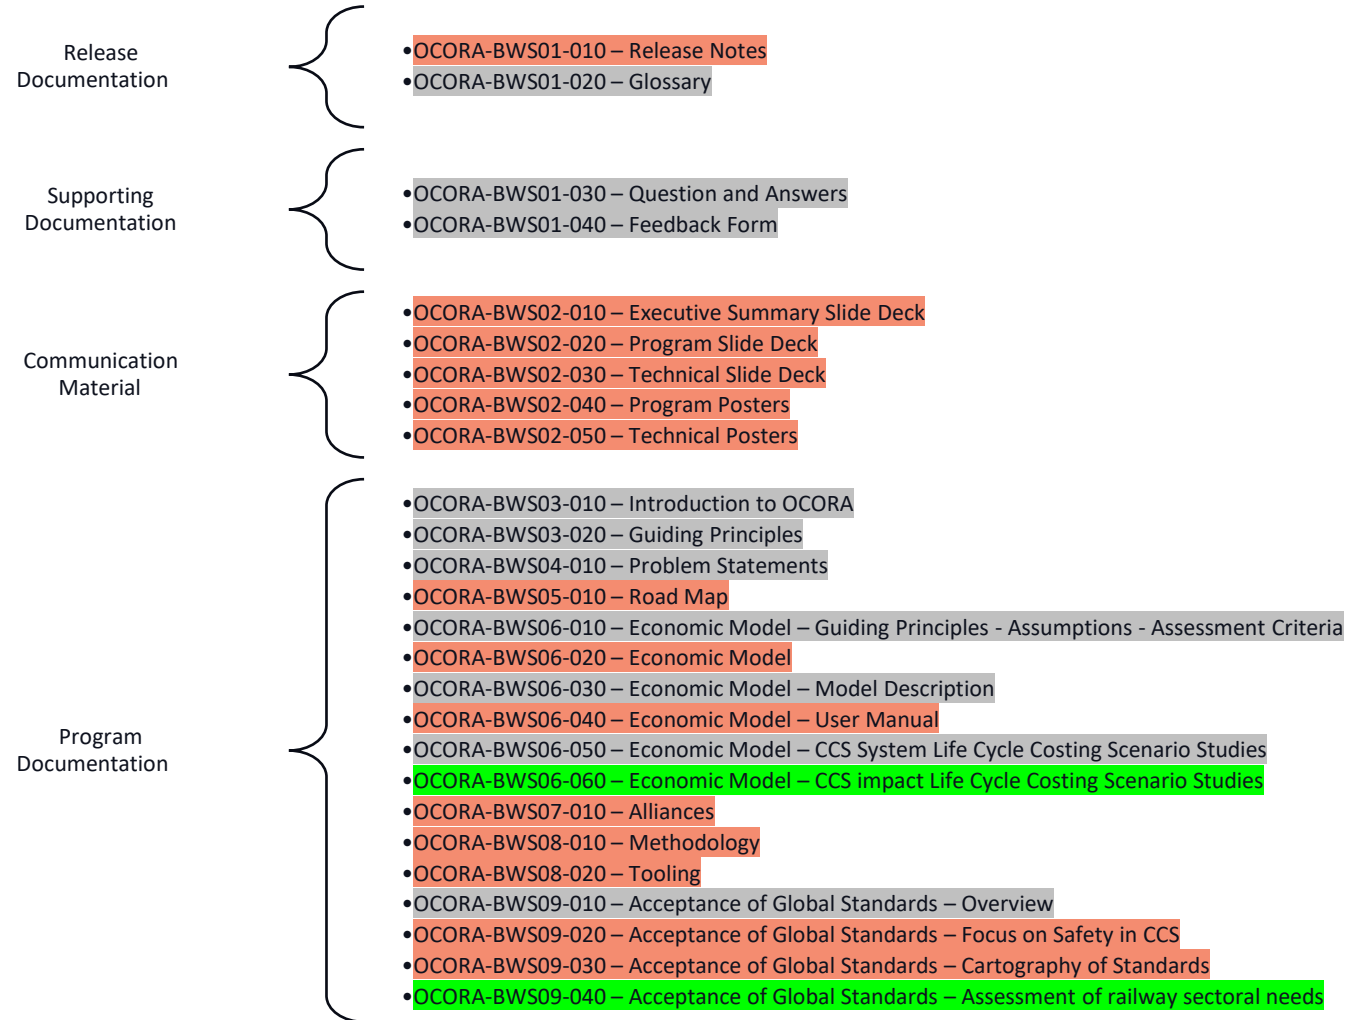 Release
Documentation
•OCORA-BWS01-010 – Release Notes
•OCORA-BWS01-020 – Glossary
Supporting
Documentation
•OCORA-BWS01-030 – Question and Answers
•OCORA-BWS01-040 – Feedback Form
Communication
Material
•OCORA-BWS02-010 – Executive Summary Slide Deck
•OCORA-BWS02-020 – Program Slide Deck
•OCORA-BWS02-030 – Technical Slide Deck
•OCORA-BWS02-040 – Program Posters
•OCORA-BWS02-050 – Technical Posters
Program
Documentation
•OCORA-BWS03-010 – Introduction to OCORA
•OCORA-BWS03-020 – Guiding Principles
•OCORA-BWS04-010 – Problem Statements
•OCORA-BWS05-010 – Road Map
•OCORA-BWS06-010 – Economic Model – Guiding Principles - Assumptions - Assessment Criteria
•OCORA-BWS06-020 – Economic Model
•OCORA-BWS06-030 – Economic Model – Model Description
•OCORA-BWS06-040 – Economic Model – User Manual
•OCORA-BWS06-050 – Economic Model – CCS System Life Cycle Costing Scenario Studies
•OCORA-BWS06-060 – Economic Model – CCS impact Life Cycle Costing Scenario Studies
•OCORA-BWS07-010 – Alliances
•OCORA-BWS08-010 – Methodology
•OCORA-BWS08-020 – Tooling
•OCORA-BWS09-010 – Acceptance of Global Standards – Overview
•OCORA-BWS09-020 – Acceptance of Global Standards – Focus on Safety in CCS
•OCORA-BWS09-030 – Acceptance of Global Standards – Cartography of Standards
•OCORA-BWS09-040 – Acceptance of Global Standards – Assessment of railway sectoral needs